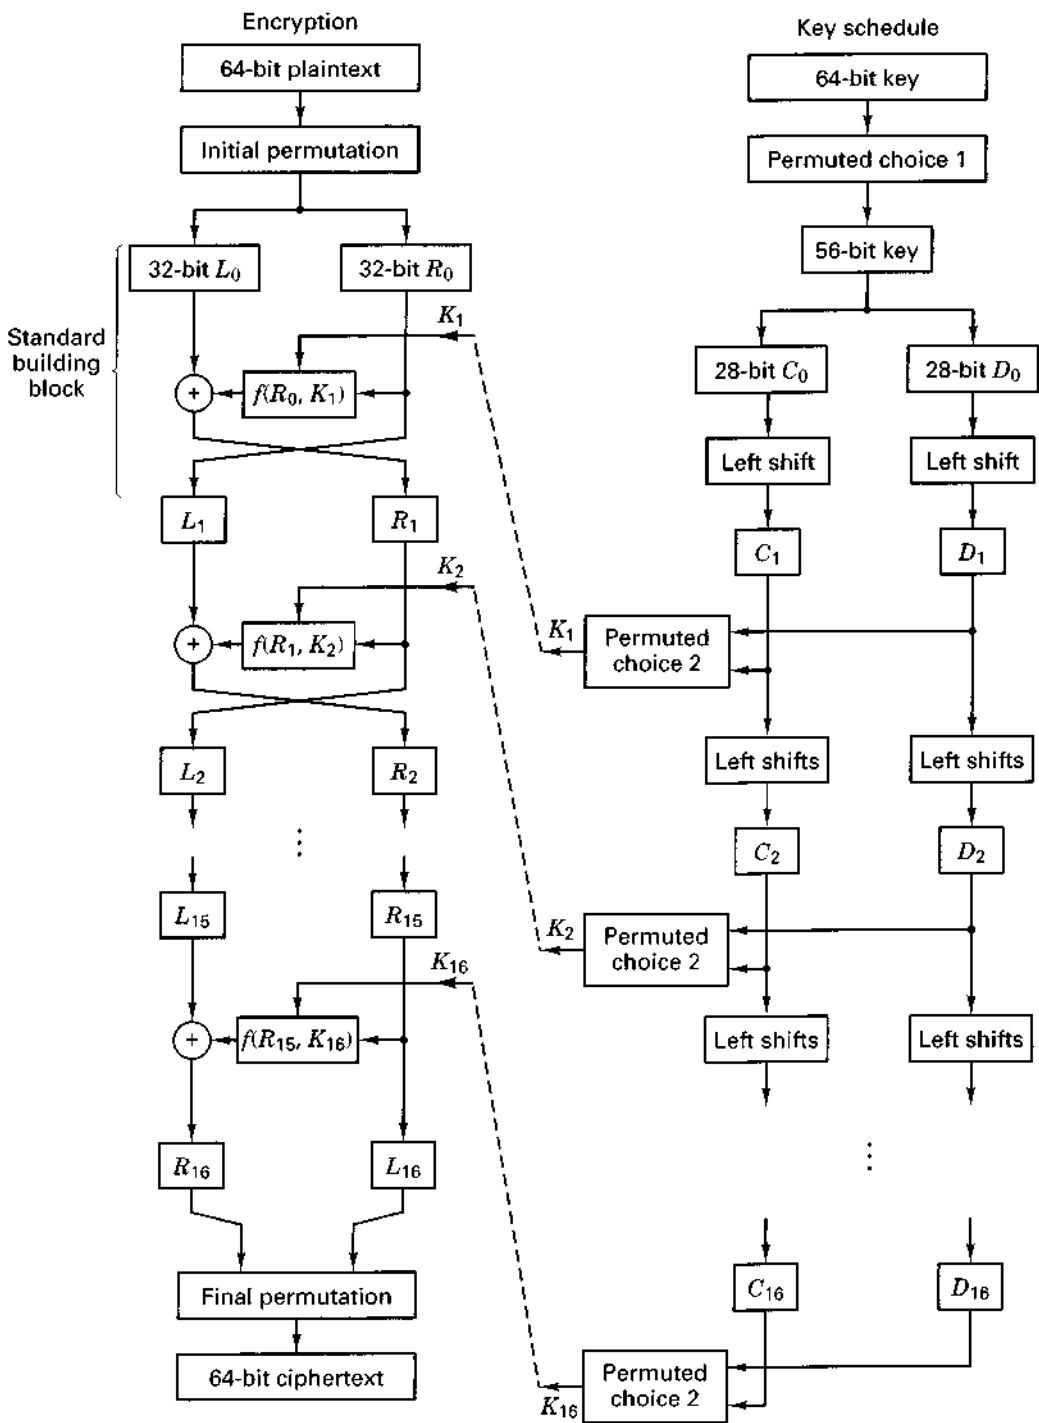 Encryption
64-bit plaintext
Initial permutation
32-bit L₀
32-bit R₀
Standard
building
block
K₁
+
f(R₀, K₁)
L₁
R₁
K₂
+
f(R₁, K₂)
L₂
R₂
⋮
L₁₅
R₁₅
K₁₆
+
f(R₁₅, K₁₆)
R₁₆
L₁₆
Final permutation
64-bit ciphertext
Key schedule
64-bit key
Permuted choice 1
56-bit key
28-bit C₀
28-bit D₀
Left shift
Left shift
C₁
D₁
K₁
Permuted
choice 2
Left shifts
Left shifts
C₂
D₂
K₂
Permuted
choice 2
Left shifts
Left shifts
⋮
C₁₆
D₁₆
K₁₆
Permuted
choice 2